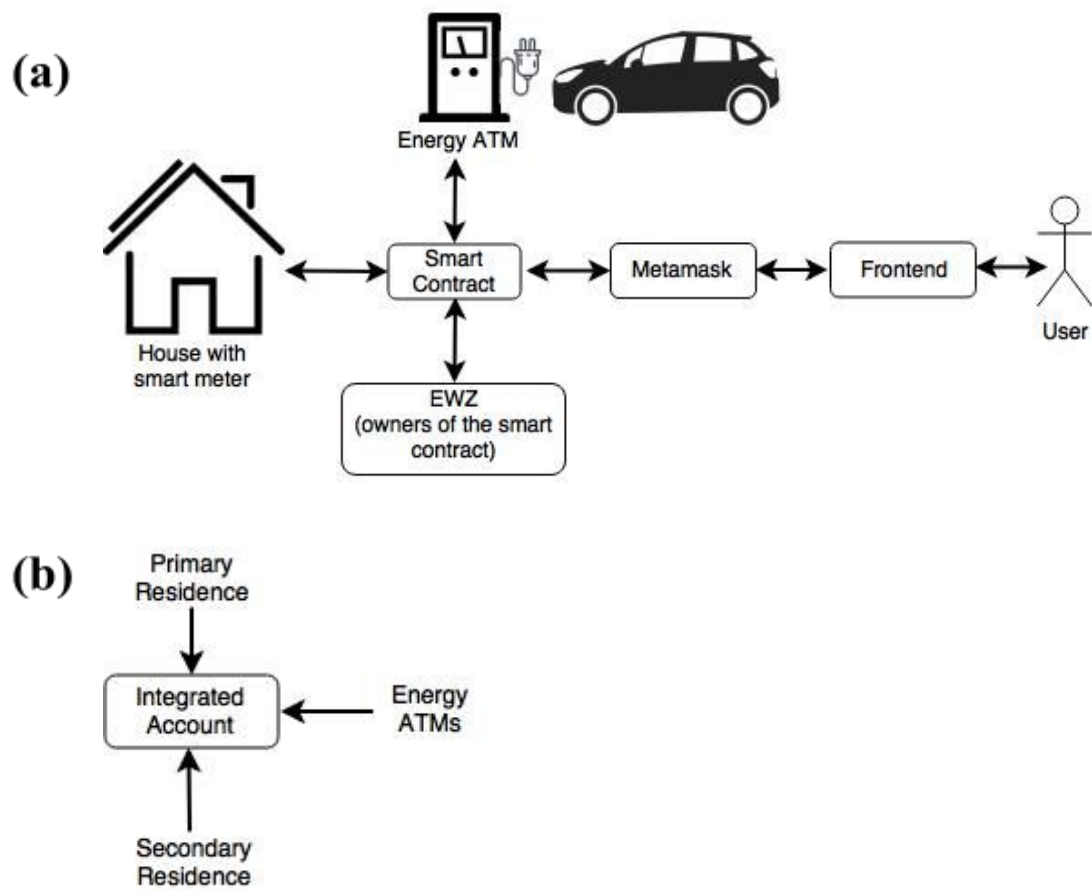 (a)
Energy ATM
Smart
Contract
Metamask
Frontend
User
House with
smart meter
EWZ
(owners of the smart
contract)
(b)
Primary
Residence
Integrated
Account
Energy
ATMs
Secondary
Residence